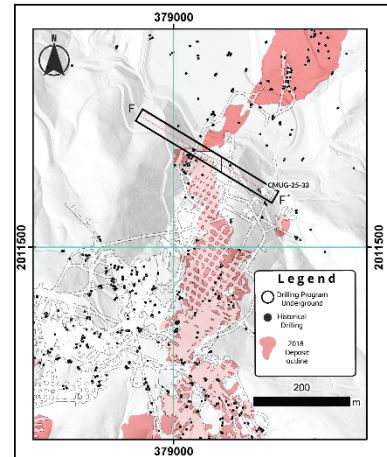 379000
N
F
CMUG-25-33
F´
2011500
2011500
Legend
Drilling Program
Underground
Historical
Drilling
2018
Deposit
outline
200
m
379000